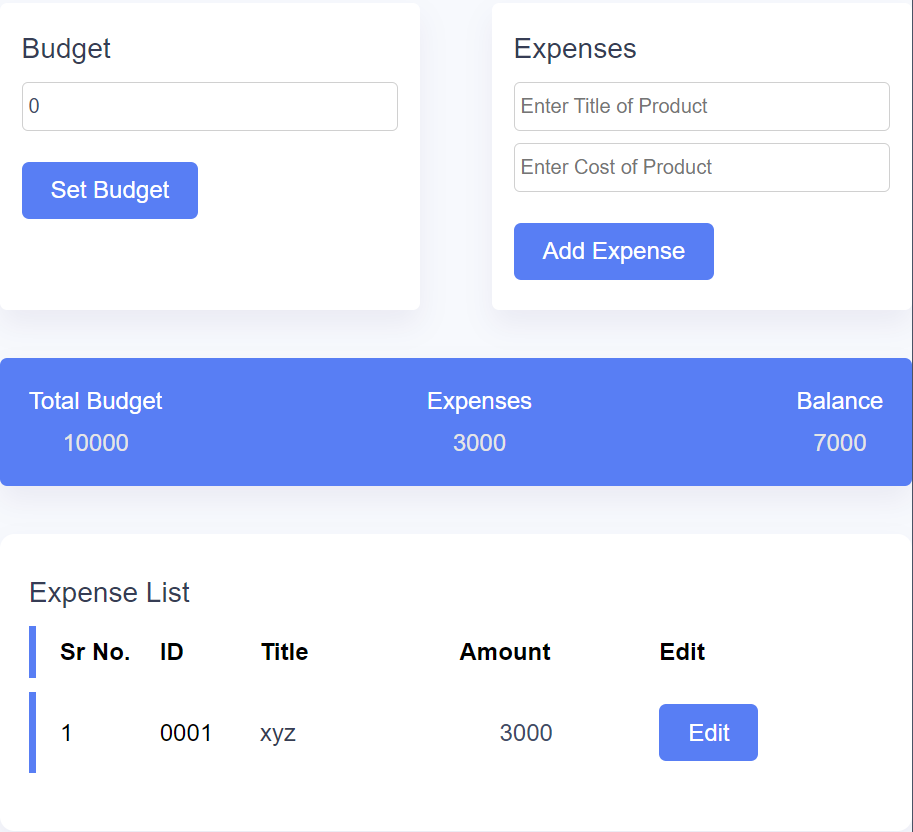 Budget
0
Set Budget
Expenses
Enter Title of Product
Enter Cost of Product
Add Expense
Total Budget Expenses Balance
10000 3000 7000
Expense List
Sr No. ID Title Amount Edit
1 0001 xyz 3000 Edit